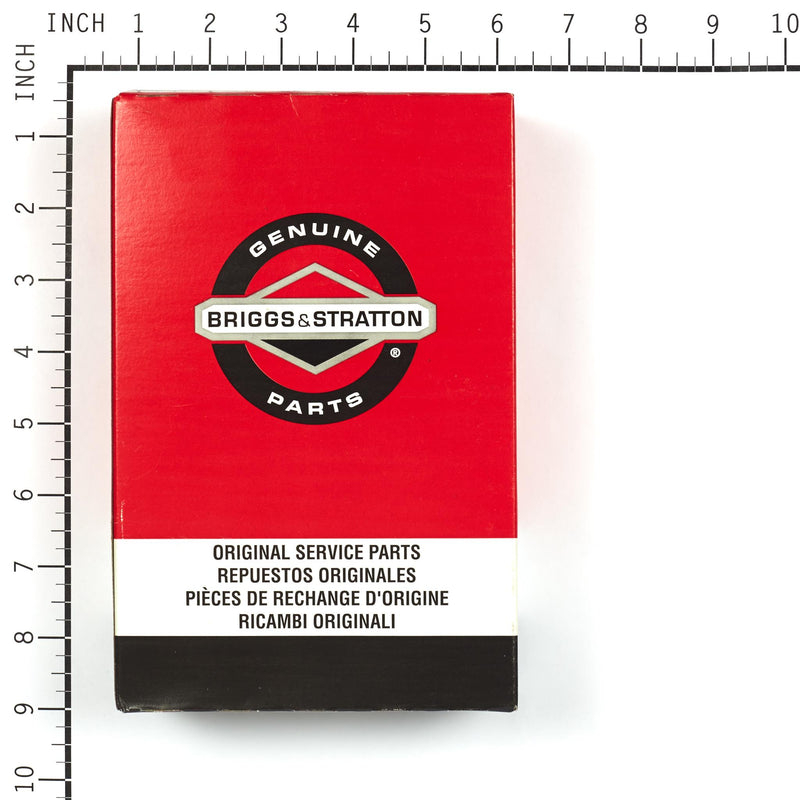 INCH 1 2 3 4 5 6 7 8 9 10
INCH
1
2
3
4
5
6
7
8
9
10
GENUINE
BRIGGS & STRATTON
®
PARTS
ORIGINAL SERVICE PARTS
REPUESTOS ORIGINALES
PIÈCES DE RECHANGE D'ORIGINE
RICAMBI ORIGINALI